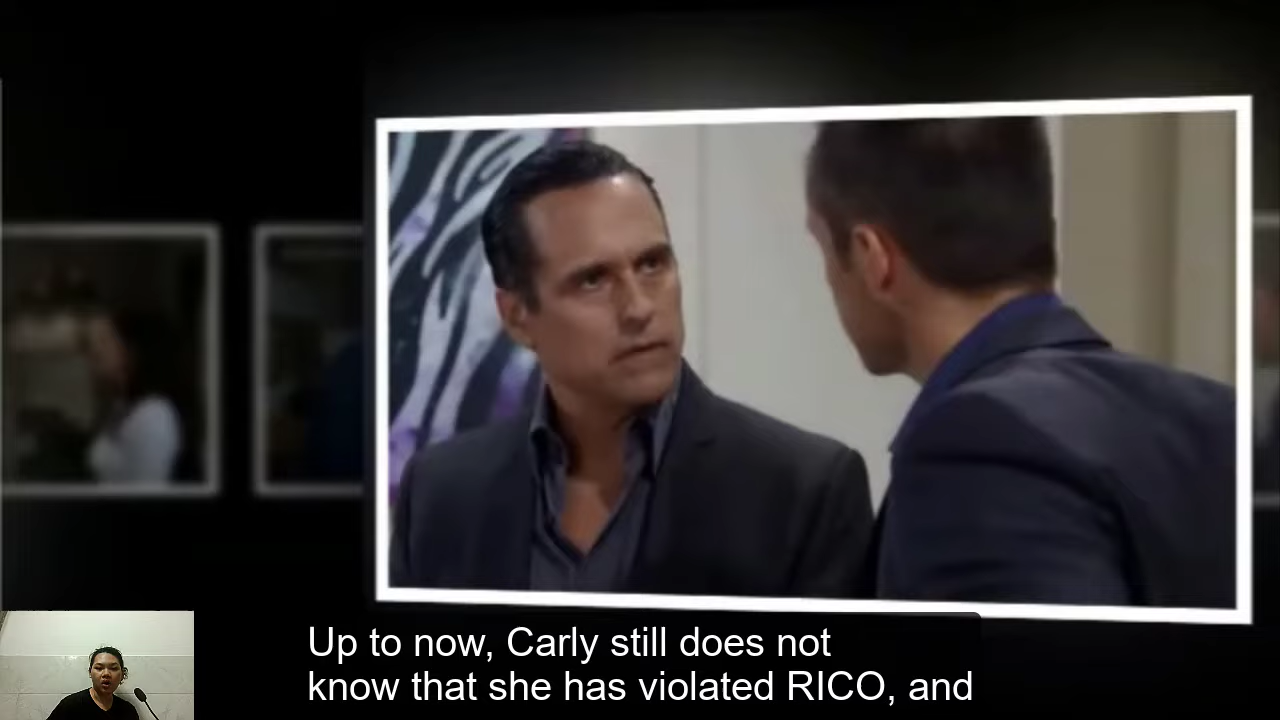 Up to now, Carly still does not
know that she has violated RICO, and